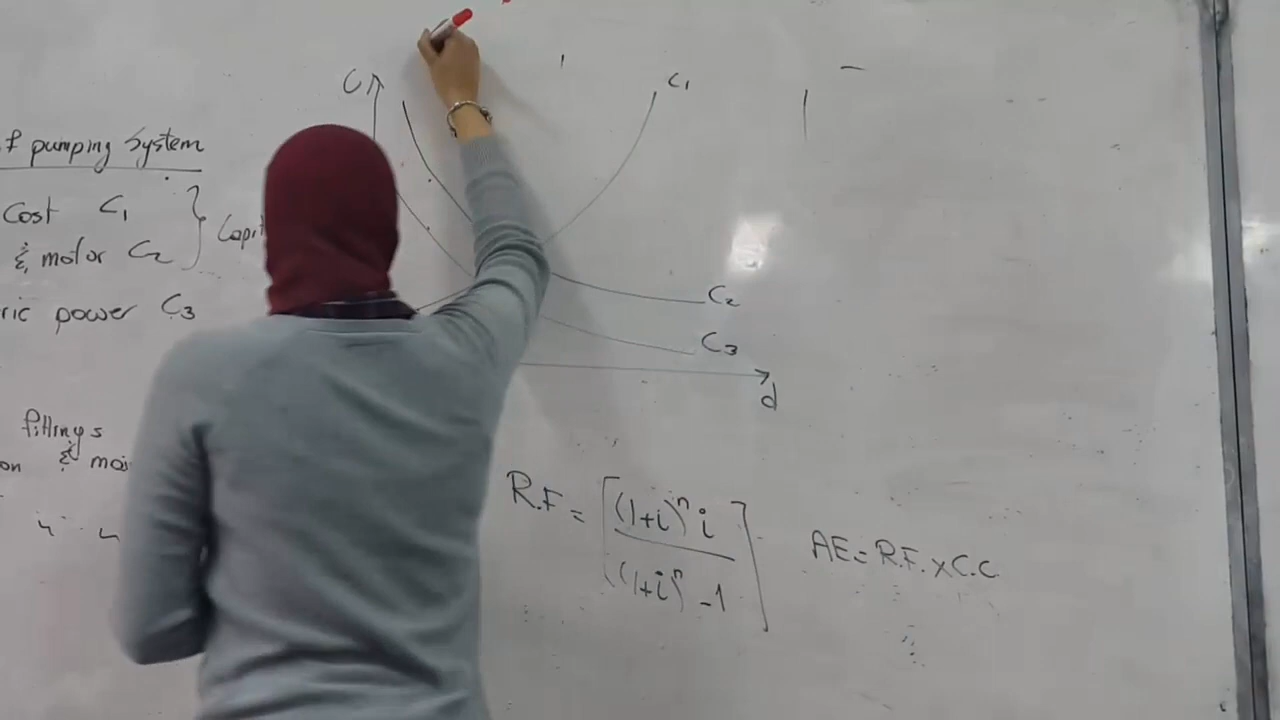 f pumping System
Cost C1
& motor C2
ric power C3
Capit
fittings
on & mai
C
C1
C2
C3
d
R.F = [(1+i)^n i / (1+i)^n - 1]
AE = R.F. x C.C